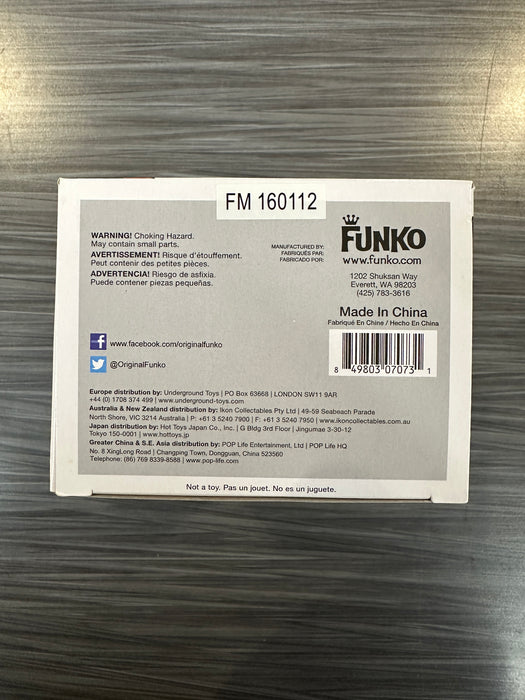 FM 160112
WARNING! Choking Hazard.
May contain small parts.
AVERTISSEMENT! Risque d'étouffement.
Peut contenir des petites pièces.
ADVERTENCIA! Riesgo de asfixia.
Puede contener piezas pequeñas.
MANUFACTURED BY:
FABRIQUÉS PAR:
FABRICADO POR:
FUNKO
www.funko.com
1202 Shuksan Way
Everett, WA 98203
(425) 783-3616
Made In China
Fabriqué En Chine / Hecho En China
8 49803 07073 1
f www.facebook.com/originalfunko
@OriginalFunko
Europe distribution by: Underground Toys | PO Box 63668 | LONDON SW11 9AR
+44 (0) 1708 374 499 | www.underground-toys.com
Australia & New Zealand distribution by: Ikon Collectables Pty Ltd | 49-59 Seabeach Parade
North Shore, VIC 3214 Australia | P: +61 3 5240 7900 | F: +61 3 5240 7950 | www.ikoncollectables.com.au
Japan distribution by: Hot Toys Japan Co., Inc. | G Bldg 3rd Floor | Jingumae 3-30-12
Tokyo 150-0001 | www.hottoys.jp
Greater China & S.E. Asia distribution by: POP Life Entertainment, Ltd | POP Life HQ
No. 8 XingLong Road | Changping Town, Dongguan, China 523560
Telephone: (86) 769 8339-8588 | www.pop-life.com
Not a toy. Pas un jouet. No es un juguete.